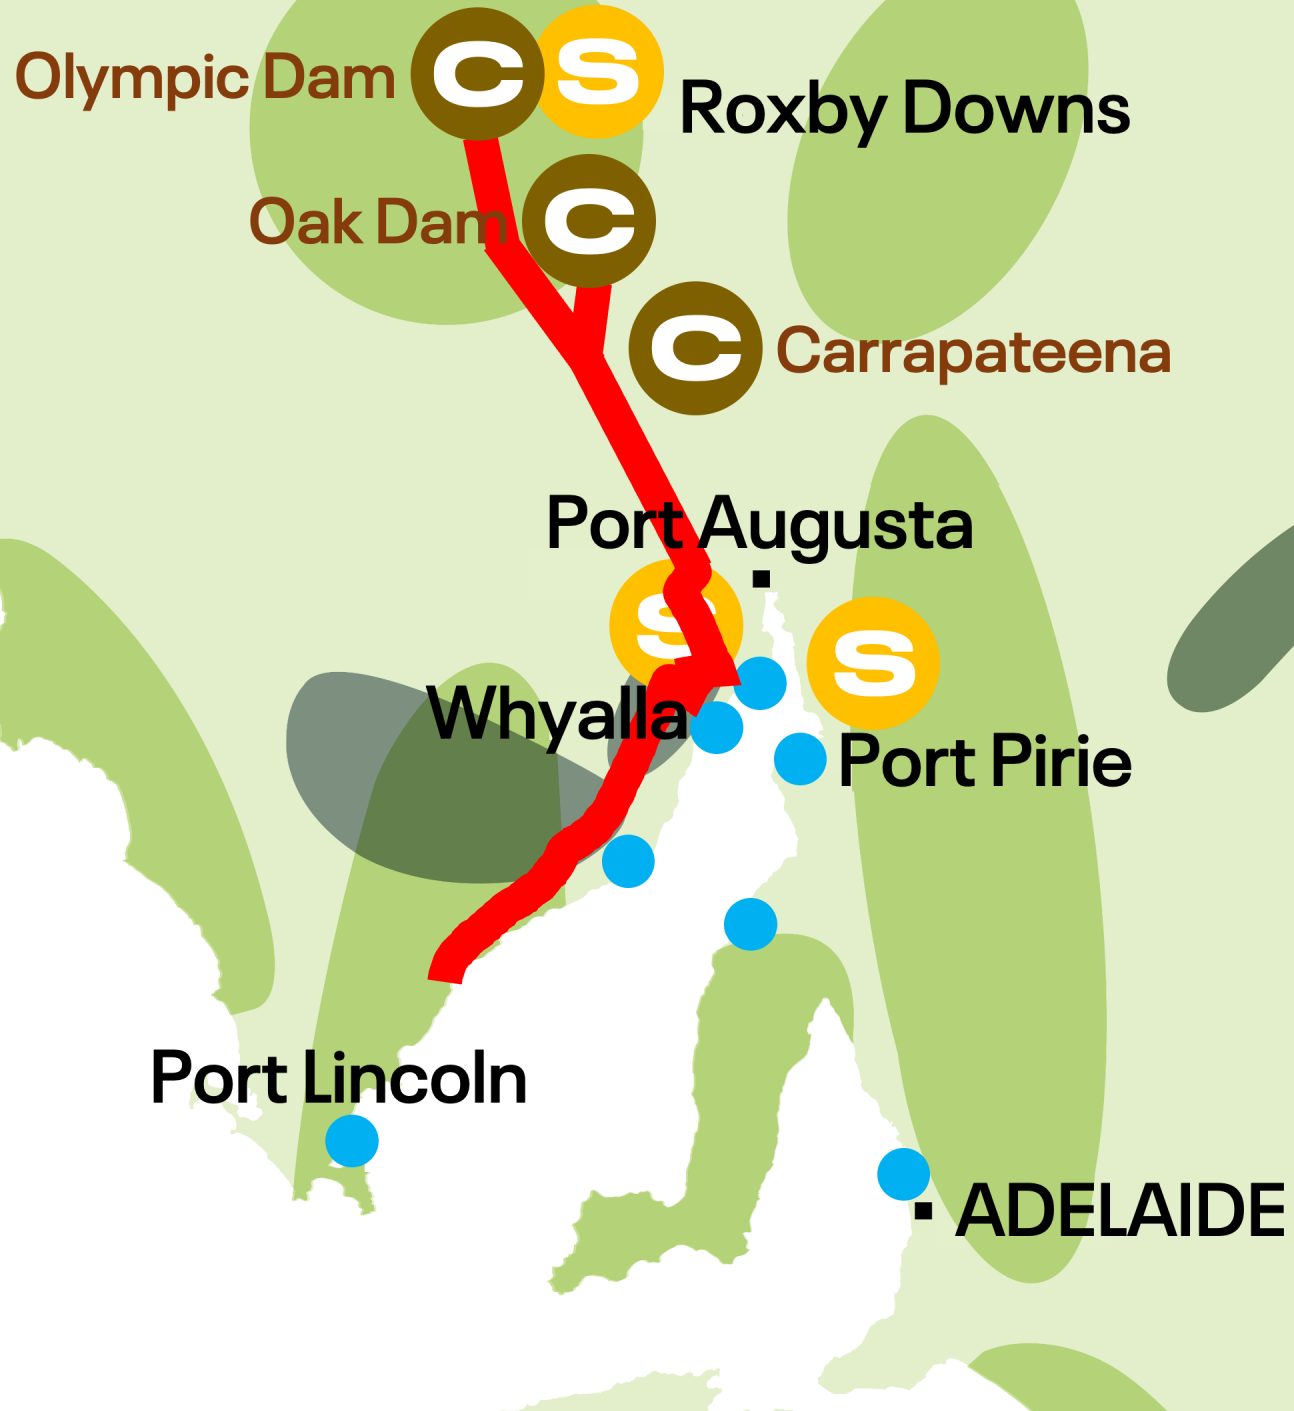 Olympic Dam
C
S
Roxby Downs
Oak Dam
C
C
Carrapateena
Port Augusta
S
S
Whyalla
Port Pirie
Port Lincoln
ADELAIDE